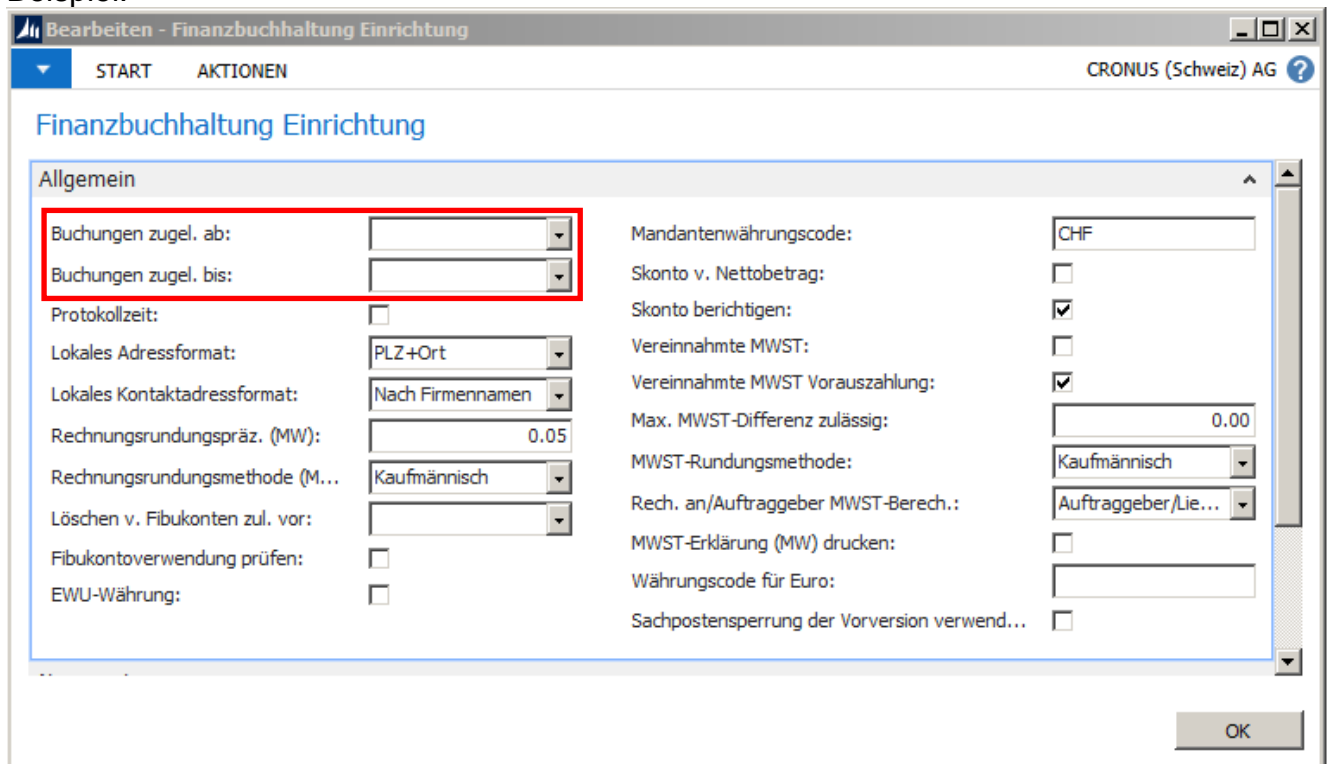 Bearbeiten - Finanzbuchhaltung Einrichtung
START AKTIONEN CRONUS (Schweiz) AG ?
Finanzbuchhaltung Einrichtung
Allgemein
Buchungen zugel. ab:
Buchungen zugel. bis:
Protokollzeit:
Lokales Adressformat: PLZ+Ort
Lokales Kontaktadressformat: Nach Firmennamen
Rechnungsrundungspräz. (MW): 0.05
Rechnungsrundungsmethode (M... Kaufmännisch
Löschen v. Fibukonten zul. vor:
Fibukontoverwendung prüfen:
EWU-Währung:
Mandantenwährungscode: CHF
Skonto v. Nettobetrag:
Skonto berichtigen:
Vereinnahmte MWST:
Vereinnahmte MWST Vorauszahlung:
Max. MWST-Differenz zulässig: 0.00
MWST-Rundungsmethode: Kaufmännisch
Rech. an/Auftraggeber MWST-Berech.: Auftraggeber/Lie...
MWST-Erklärung (MW) drucken:
Währungscode für Euro:
Sachpostensperrung der Vorversion verwend...
OK